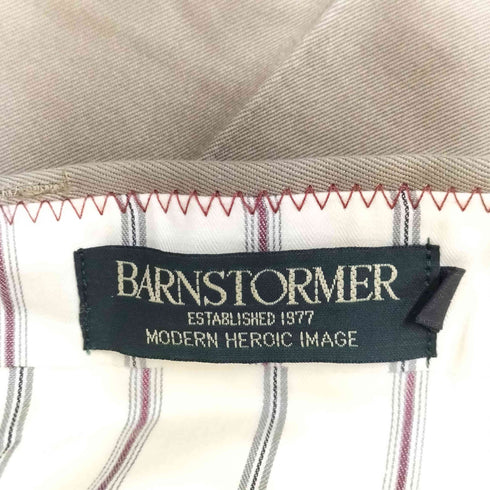 BARNSTORMER
ESTABLISHED 1977
MODERN HEROIC IMAGE